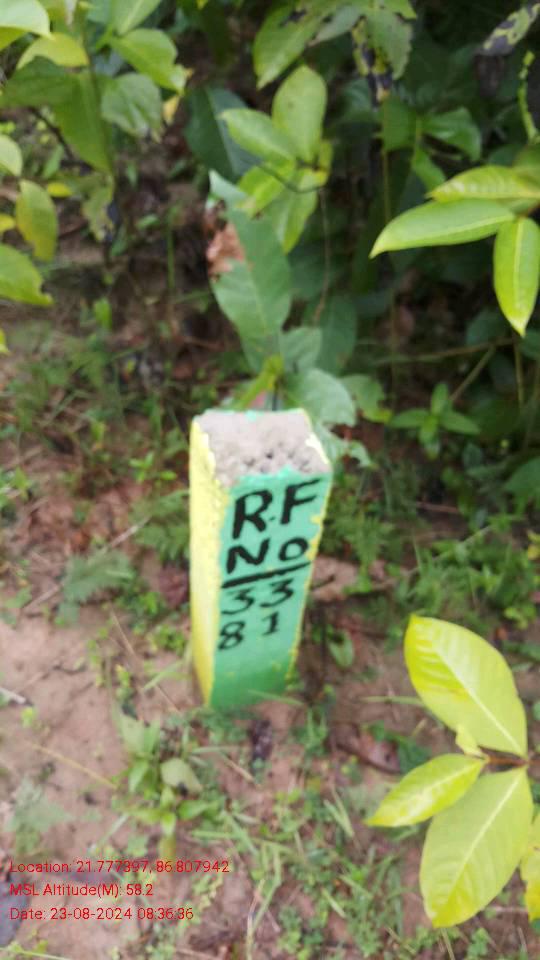 R.F
No
33
81
Location: 21.777397, 86.807942
MSL Altitude(M): 58.2
Date: 23-08-2024 08:36:36